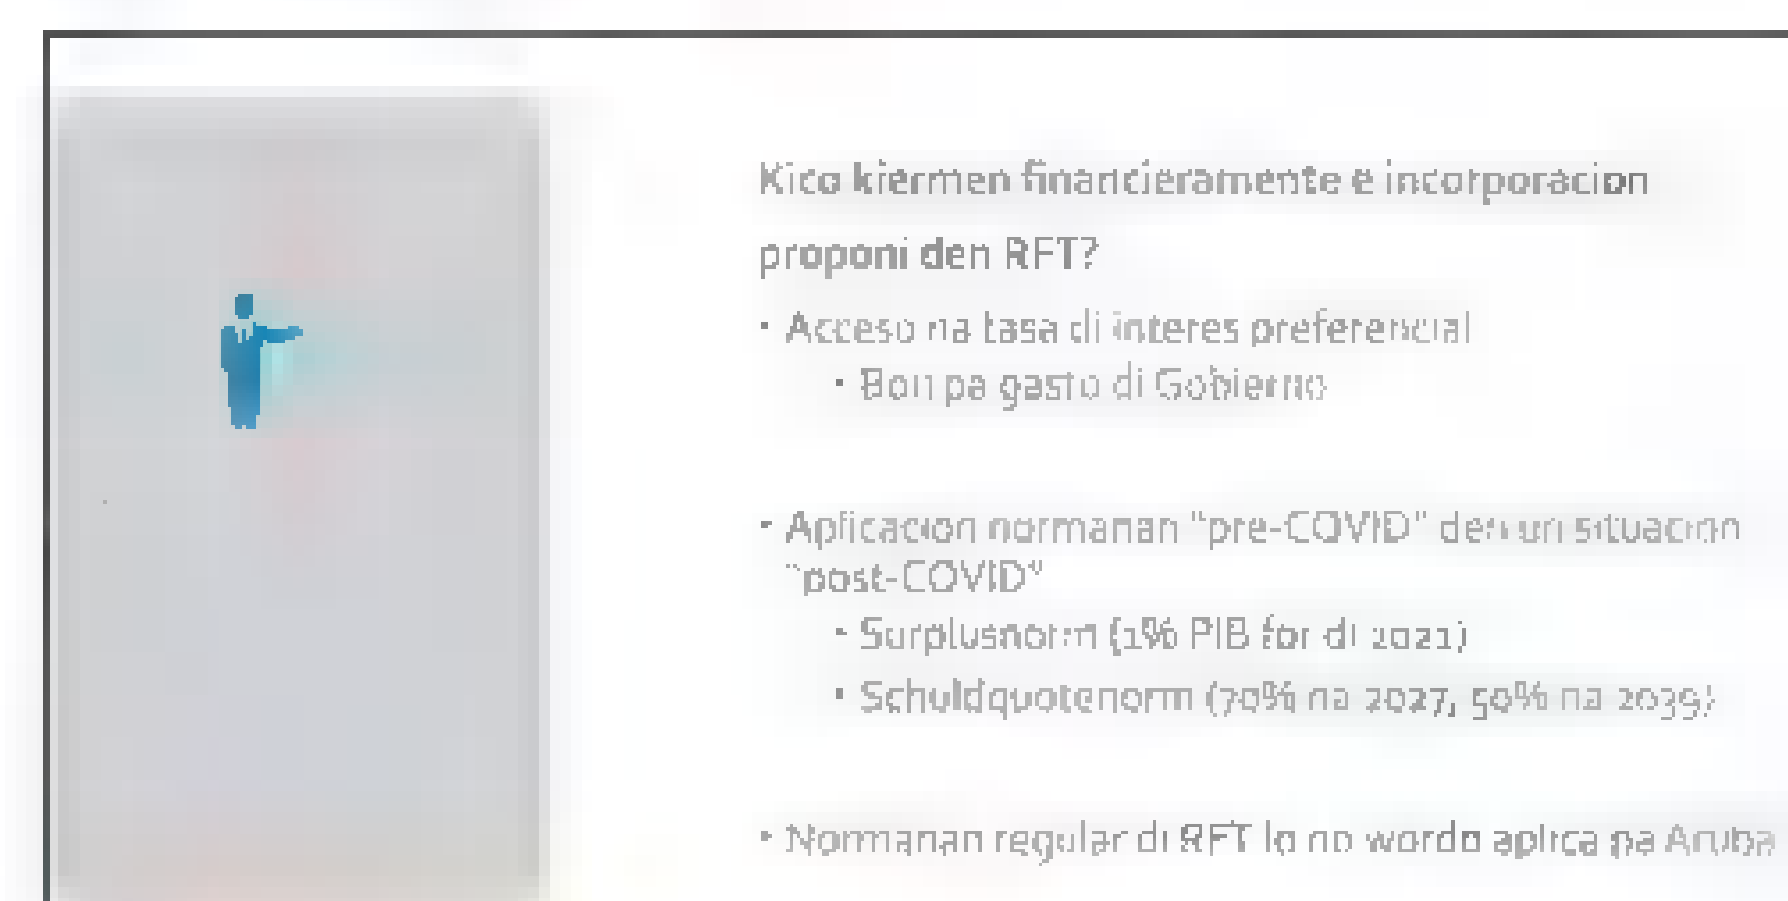 Kico kiermen financieramente e incorporacion
proponi den RFT?
• Acceso na tasa di interes preferencial
• Bon pa gasto di Gobierno
• Aplicacion normanan "pre-COVID" den un situacion
"post-COVID"
• Surplusnorm (1% PIB for di 2021)
• Schuldquotenorm (70% na 2027, 50% na 2039)
• Normanan regular di RFT lo no wordo aplica pa Aruba